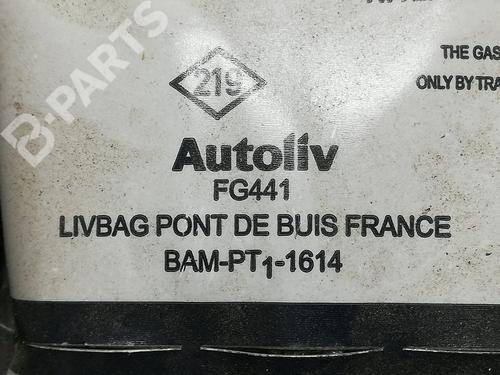 B-PARTS
THE GAS
219
ONLY BY TRA
Autoliv
FG441
LIVBAG PONT DE BUIS FRANCE
BAM-PT1-1614